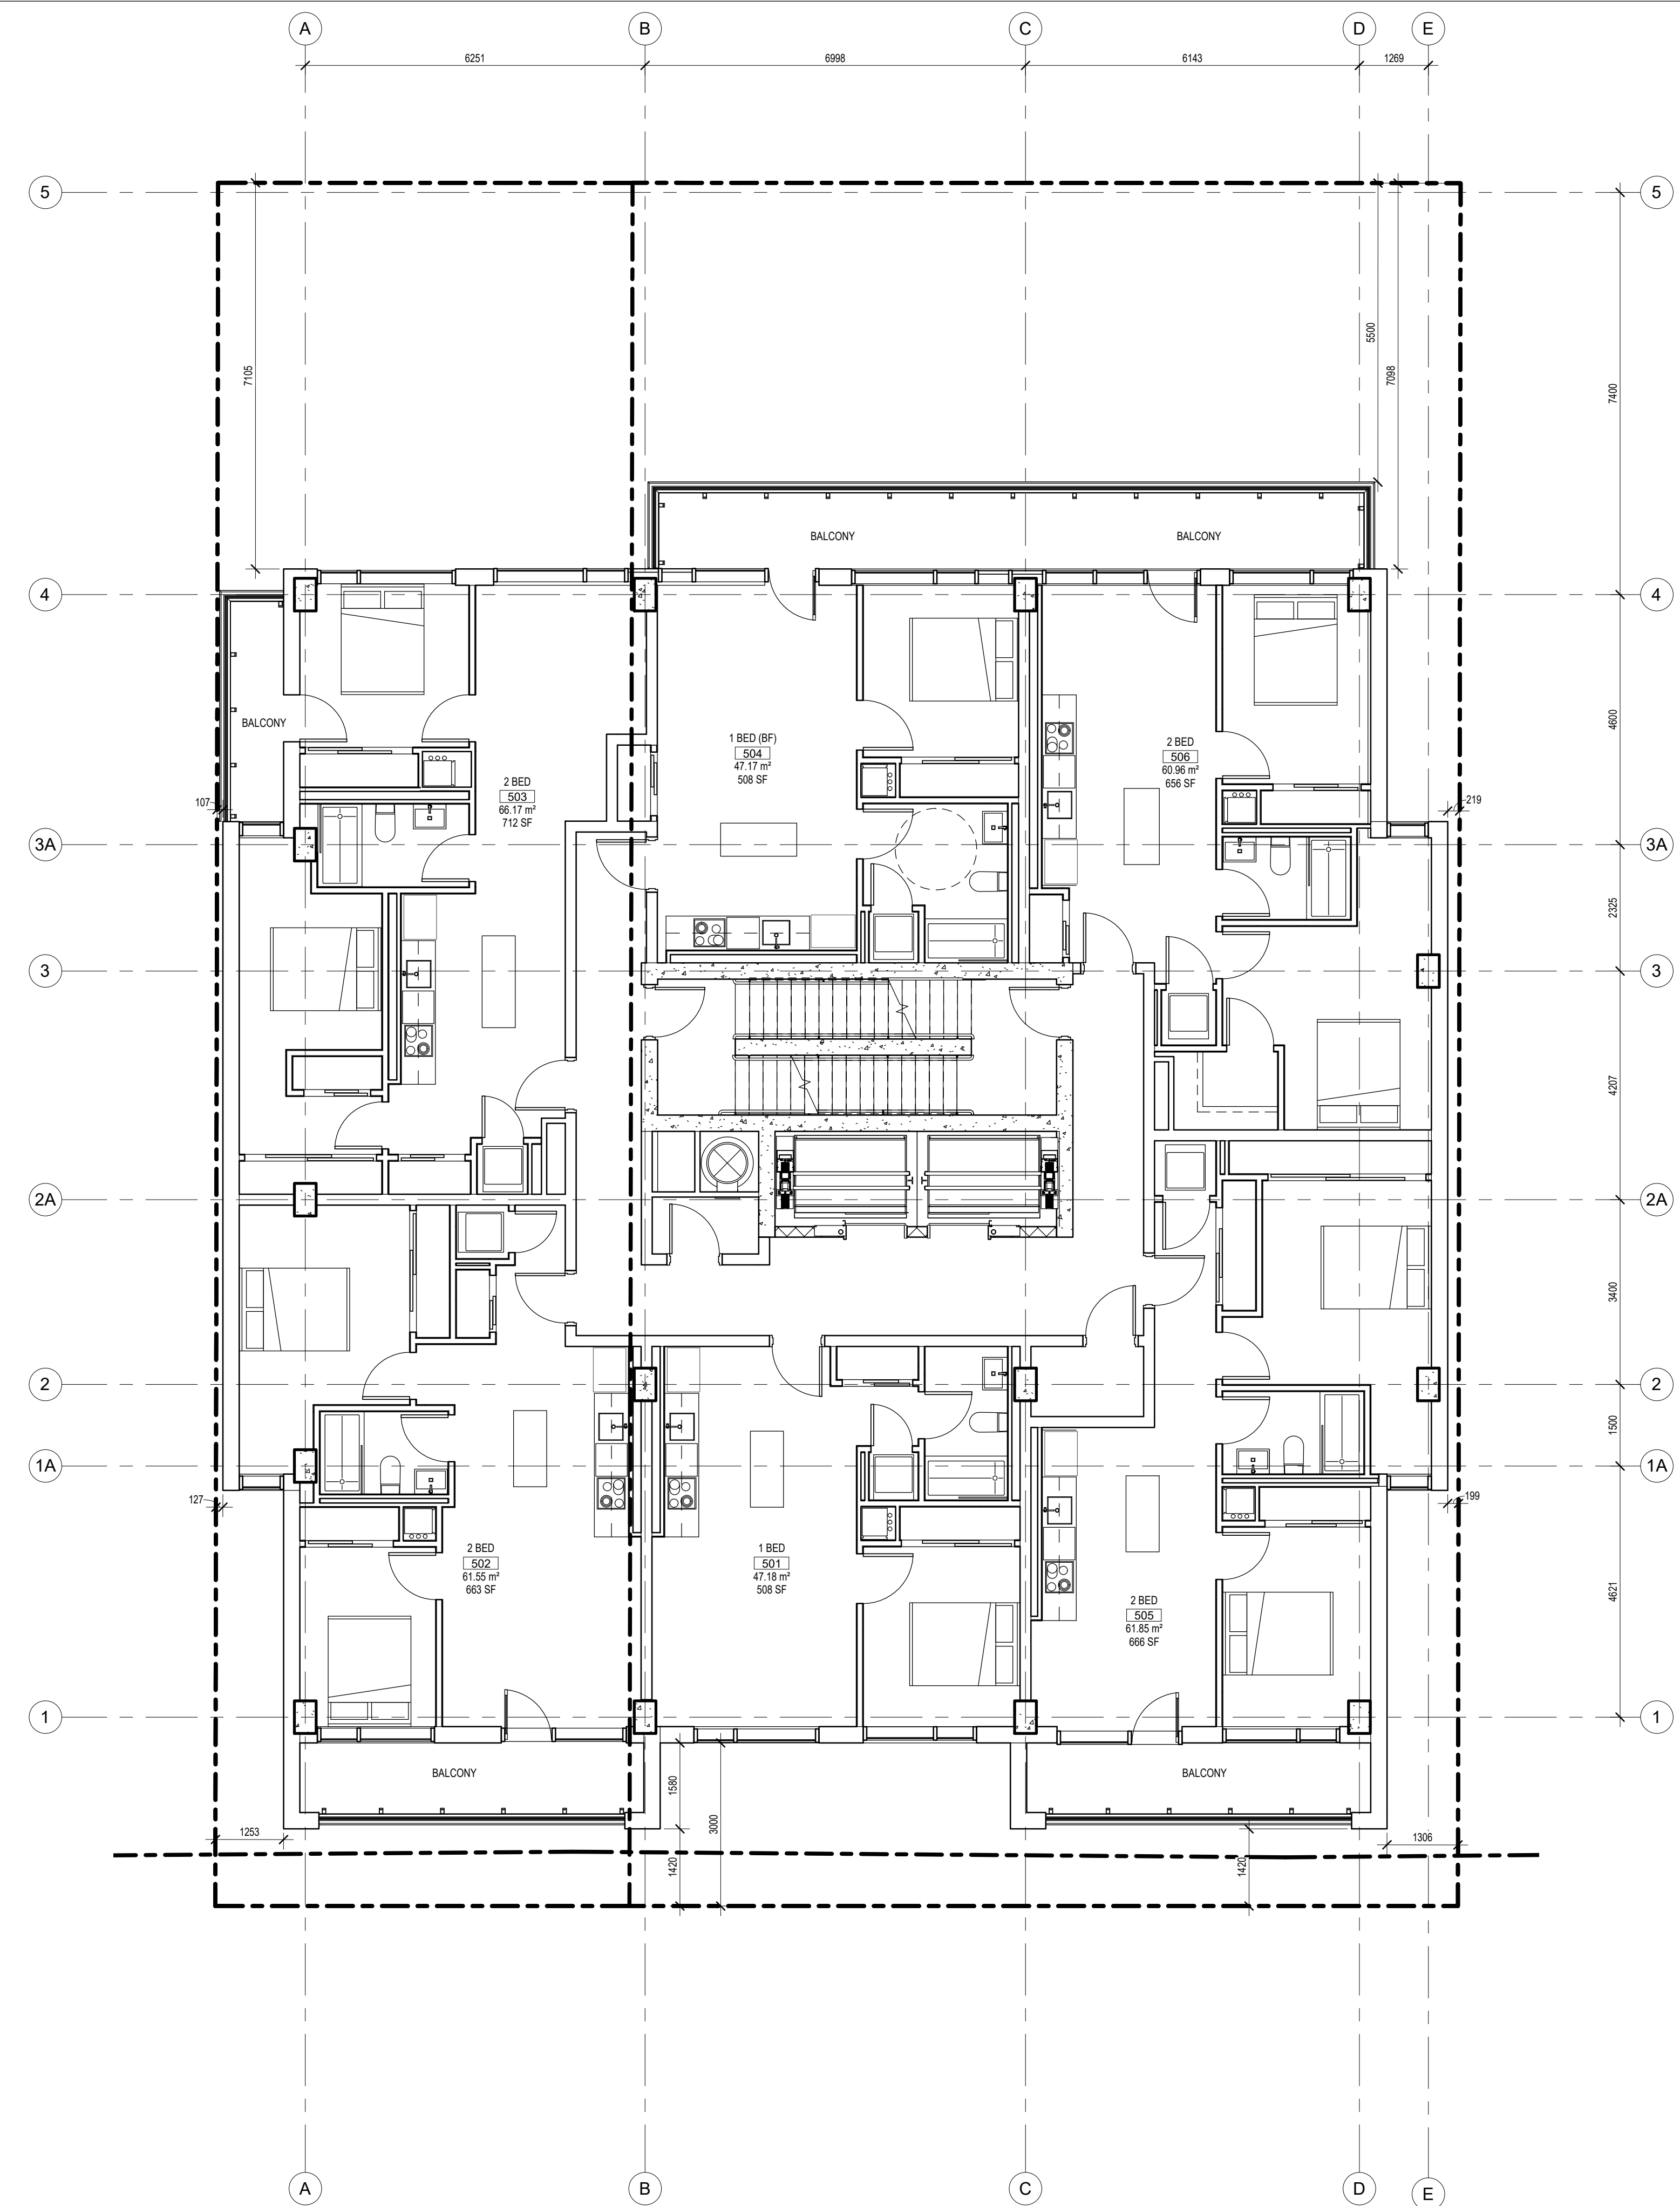 A
B
C
D
E
6251
6998
6143
1269
5
5
7105
5500
7098
7400
BALCONY
BALCONY
4
4
BALCONY
4600
1 BED (BF)
504
47.17 m²
508 SF
2 BED
506
60.96 m²
656 SF
2 BED
503
66.17 m²
712 SF
107
219
3A
3A
2325
3
3
4207
2A
2A
3400
2
2
1500
1A
1A
127
199
2 BED
502
61.55 m²
663 SF
1 BED
501
47.18 m²
508 SF
2 BED
505
61.85 m²
666 SF
4621
1
1
BALCONY
BALCONY
1580
3000
1253
1306
1420
1420
A
B
C
D
E